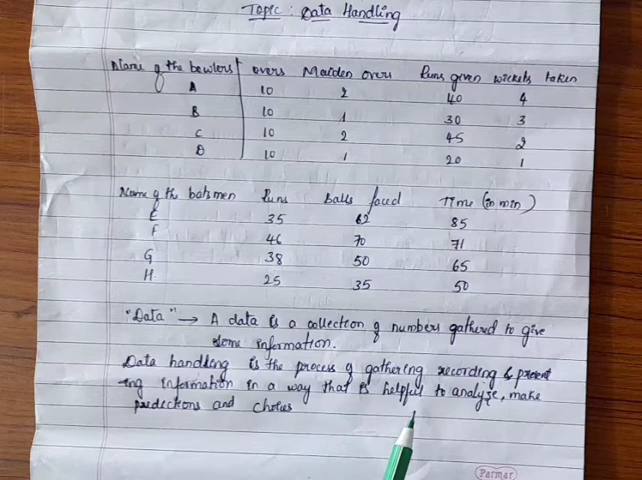 Topic: Data Handling
Name of the bowlers overs Maiden overs Runs given wickets taken
A 10 2 40 4
B 10 1 30 3
C 10 2 45 2
D 10 1 20 1
Name of the batsmen Runs Balls faced Time (in min)
E 35 62 85
F 46 70 71
G 38 50 65
H. 25 35 50
"Data" → A data is a collection of numbers gathered to give
some information.
Data handling is the process of gathering recording & present
ing information in a way that is helpful to analyse, make
predictions and choices
Parmar